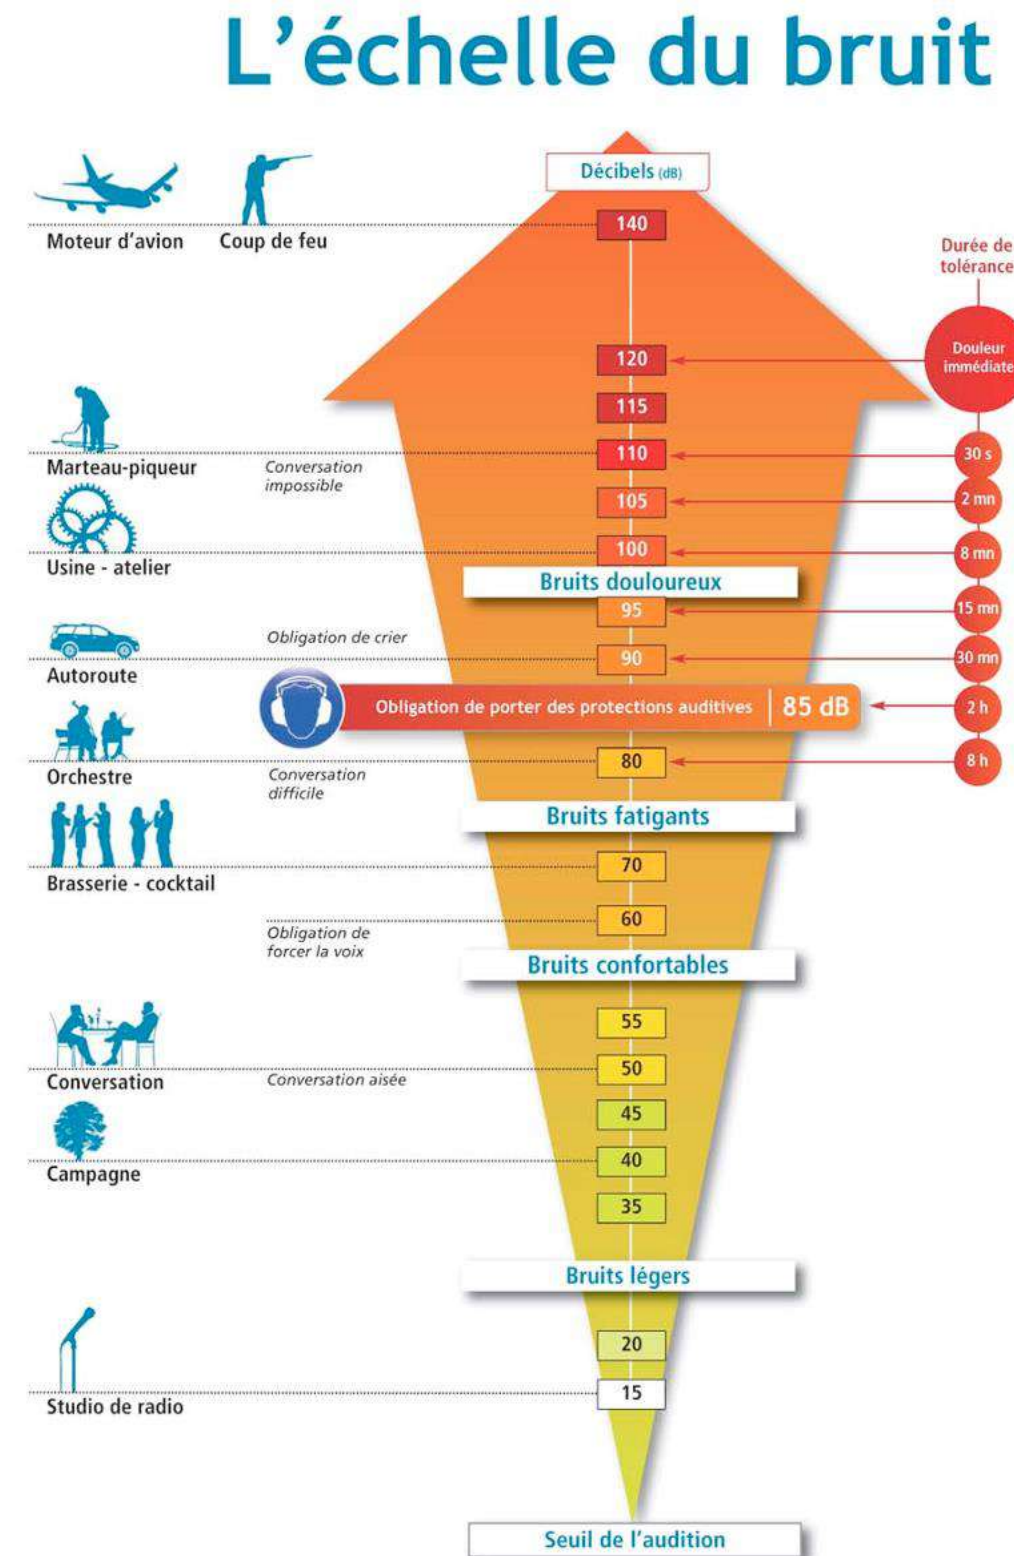 L'échelle du bruit
Décibels (dB)
140
Moteur d'avion
Coup de feu
Durée de
tolérance
120
Douleur
immédiate
115
110
30 s
Marteau-piqueur
Conversation
impossible
105
2 mn
100
8 mn
Usine - atelier
Bruits douloureux
95
15 mn
Obligation de crier
90
30 mn
Autoroute
Obligation de porter des protections auditives
85 dB
2 h
80
8 h
Orchestre
Conversation
difficile
Bruits fatigants
70
Brasserie - cocktail
60
Obligation de
forcer la voix
Bruits confortables
55
50
Conversation
Conversation aisée
45
40
Campagne
35
Bruits légers
20
15
Studio de radio
Seuil de l'audition